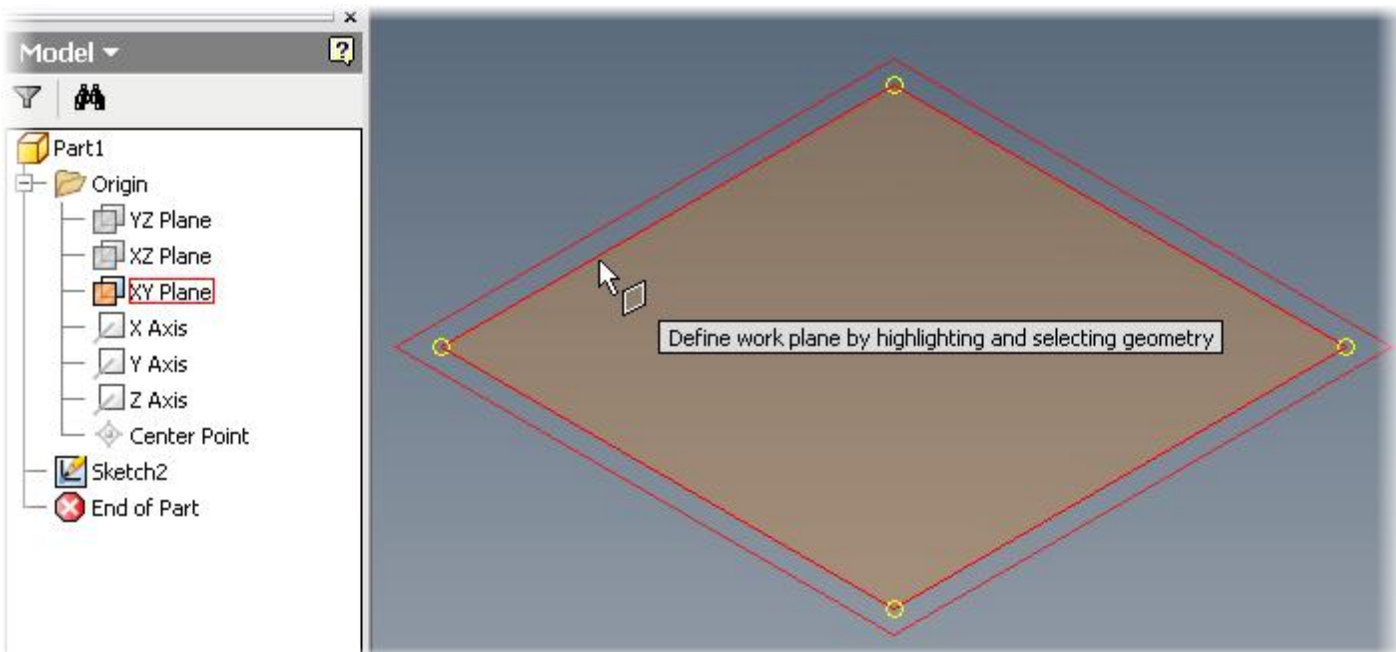 Model
Part1
Origin
YZ Plane
XZ Plane
XY Plane
X Axis
Y Axis
Z Axis
Center Point
Sketch2
End of Part
Define work plane by highlighting and selecting geometry